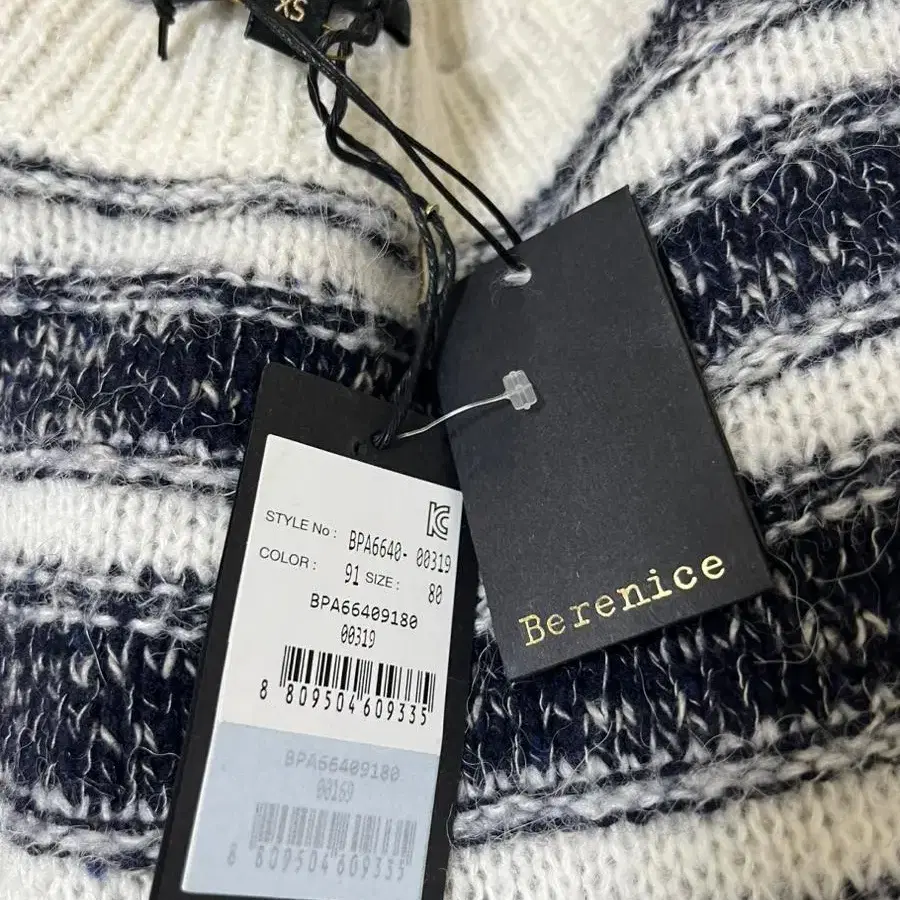 XS
STYLE No : BPA6640- 00319
COLOR : 91 SIZE : 80
BPA66409180
00319
8 809504 609335
BPA66409180
00169
8 809504 609335
Berenice